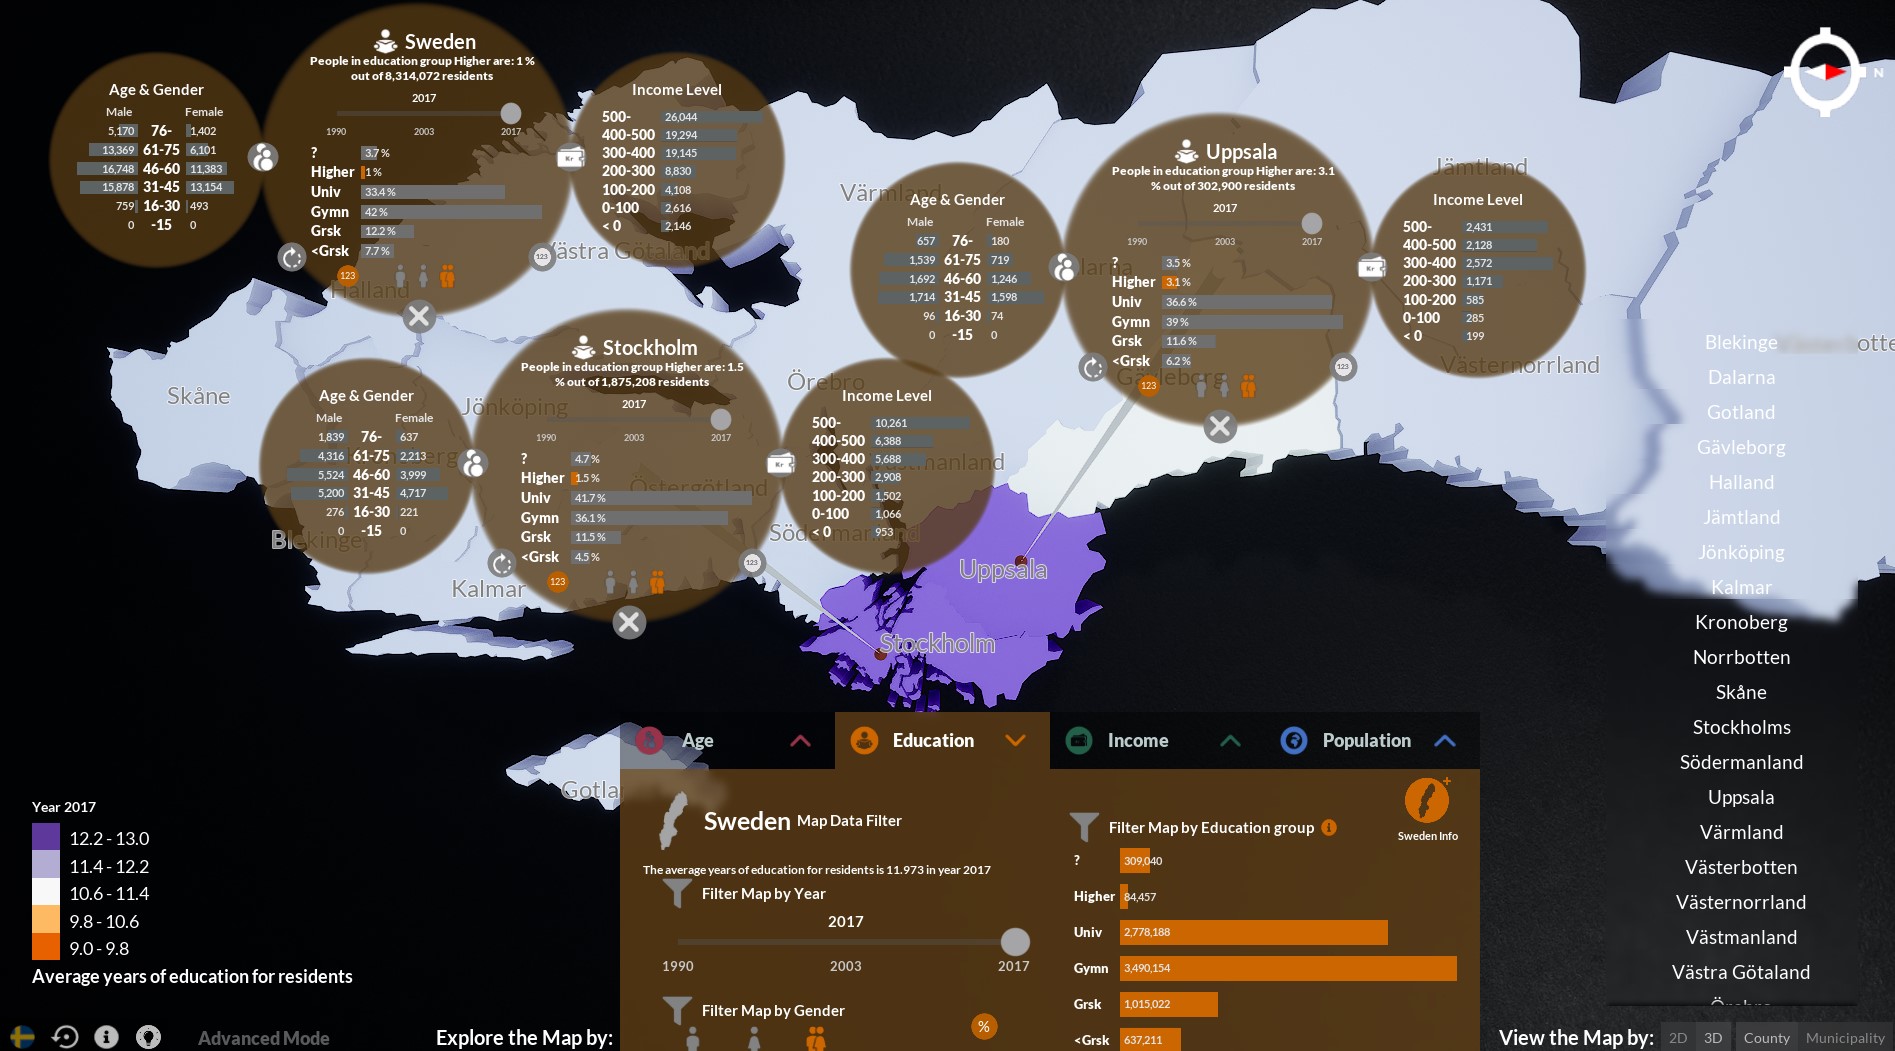 Sweden
People in education group Higher are: 1 %
out of 8,314,072 residents
2017
1990 2003 2017
? 3.7 %
Higher 1 %
Univ 33.4 %
Gymn 42 %
Grsk 12.2 %
<Grsk 7.7 %
123
123
Age & Gender
Male Female
5,170 76- 1,402
13,369 61-75 6,101
16,748 46-60 11,383
15,878 31-45 13,154
759 16-30 493
0 -15 0
Income Level
500- 26,044
400-500 19,294
300-400 19,145
200-300 8,830
100-200 4,108
0-100 2,616
< 0 2,146
Kr
Uppsala
People in education group Higher are: 3.1
% out of 302,900 residents
2017
1990 2003 2017
? 3.5 %
Higher 3.1 %
Univ 36.6 %
Gymn 39 %
Grsk 11.6 %
<Grsk 6.2 %
123
123
Age & Gender
Male Female
657 76- 180
1,539 61-75 719
1,692 46-60 1,246
1,714 31-45 1,598
96 16-30 74
0 -15 0
Income Level
500- 2,431
400-500 2,128
300-400 2,572
200-300 1,171
100-200 585
0-100 285
< 0 199
Kr
Stockholm
People in education group Higher are: 1.5
% out of 1,875,208 residents
2017
1990 2003 2017
? 4.7 %
Higher 1.5 %
Univ 41.7 %
Gymn 36.1 %
Grsk 11.5 %
<Grsk 4.5 %
123
123
Age & Gender
Male Female
1,839 76- 637
4,316 61-75 2,213
5,524 46-60 3,999
5,200 31-45 4,717
276 16-30 221
0 -15 0
Income Level
500- 10,261
400-500 6,388
300-400 5,688
200-300 2,908
100-200 1,502
0-100 1,066
< 0 953
Kr
N
Jämtland
Värmland
Västra Götaland
Halland
Västernorrland
Gävleborg
Skåne
Örebro
Jönköping
Västmanland
Östergötland
Södermanland
Blekinge
Kalmar
Uppsala
Stockholm
Blekinge
Dalarna
Gotland
Gävleborg
Halland
Jämtland
Jönköping
Kalmar
Kronoberg
Norrbotten
Skåne
Stockholms
Södermanland
Uppsala
Värmland
Västerbotten
Västernorrland
Västmanland
Västra Götaland
Örebro
Age
Education
Income
Population
Sweden Map Data Filter
The average years of education for residents is 11.973 in year 2017
Filter Map by Year
2017
1990 2003 2017
Filter Map by Gender
%
Filter Map by Education group
Sweden Info
? 309,040
Higher 84,457
Univ 2,778,188
Gymn 3,490,154
Grsk 1,015,022
<Grsk 637,211
Year 2017
12.2 - 13.0
11.4 - 12.2
10.6 - 11.4
9.8 - 10.6
9.0 - 9.8
Average years of education for residents
Advanced Mode
Explore the Map by:
View the Map by: 2D 3D County Municipality